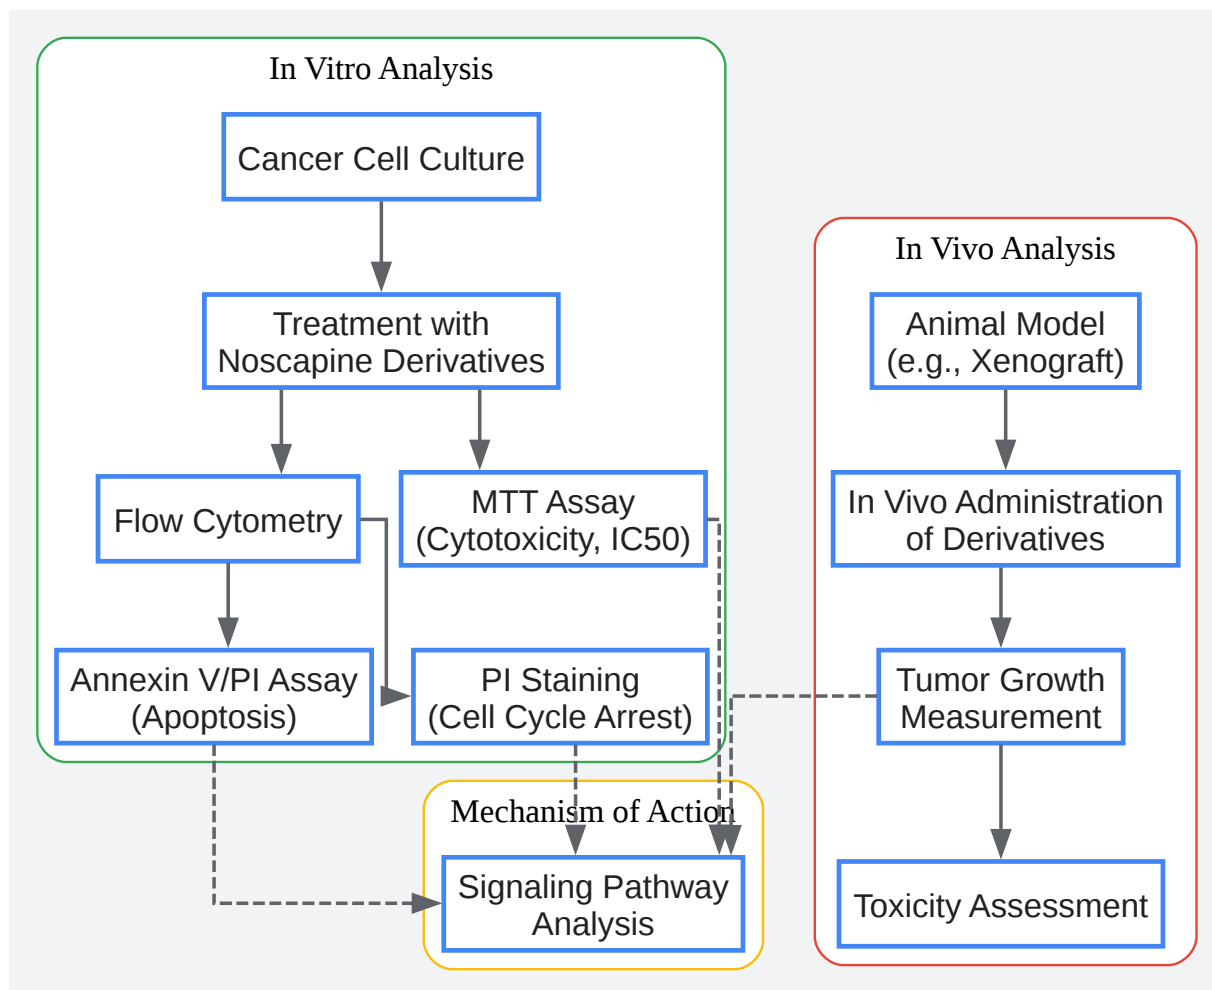 In Vitro Analysis
Cancer Cell Culture
Treatment with
Noscapine Derivatives
Flow Cytometry
MTT Assay
(Cytotoxicity, IC50)
Annexin V/PI Assay
(Apoptosis)
PI Staining
(Cell Cycle Arrest)
Mechanism of Action
Signaling Pathway
Analysis
In Vivo Analysis
Animal Model
(e.g., Xenograft)
In Vivo Administration
of Derivatives
Tumor Growth
Measurement
Toxicity Assessment